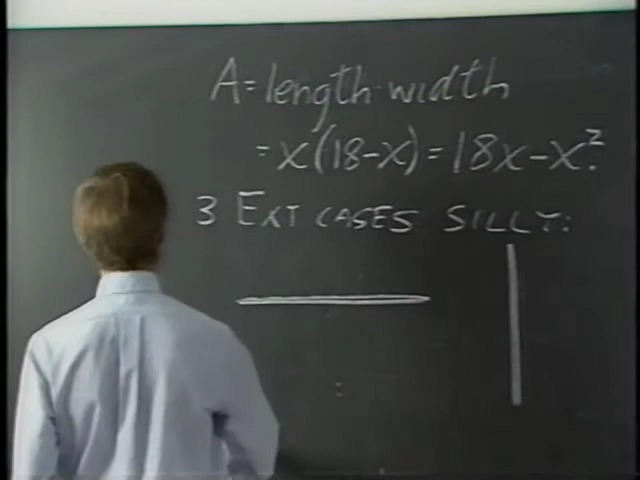 A = length · width
= x(18-x) = 18x - x².
3 EXT CASES SILLY: